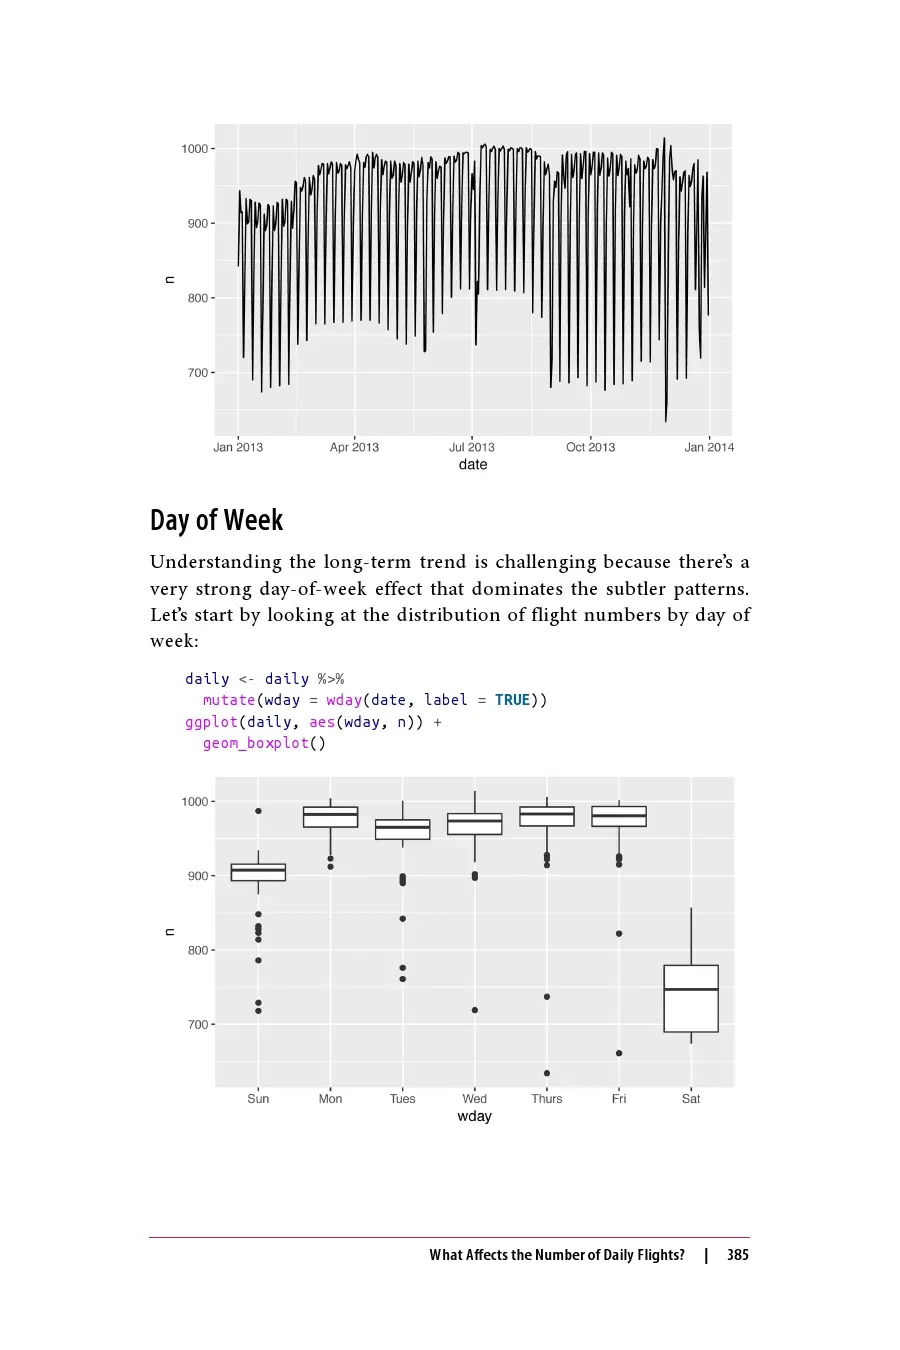 1000
900
800
700
n
Jan 2013 Apr 2013 Jul 2013 Oct 2013 Jan 2014
date
Day of Week
Understanding the long-term trend is challenging because there’s a
very strong day-of-week effect that dominates the subtler patterns.
Let’s start by looking at the distribution of flight numbers by day of
week:
daily <- daily %>%
  mutate(wday = wday(date, label = TRUE))
ggplot(daily, aes(wday, n)) +
  geom_boxplot()
1000
900
800
700
n
Sun Mon Tues Wed Thurs Fri Sat
wday
What Affects the Number of Daily Flights? | 385